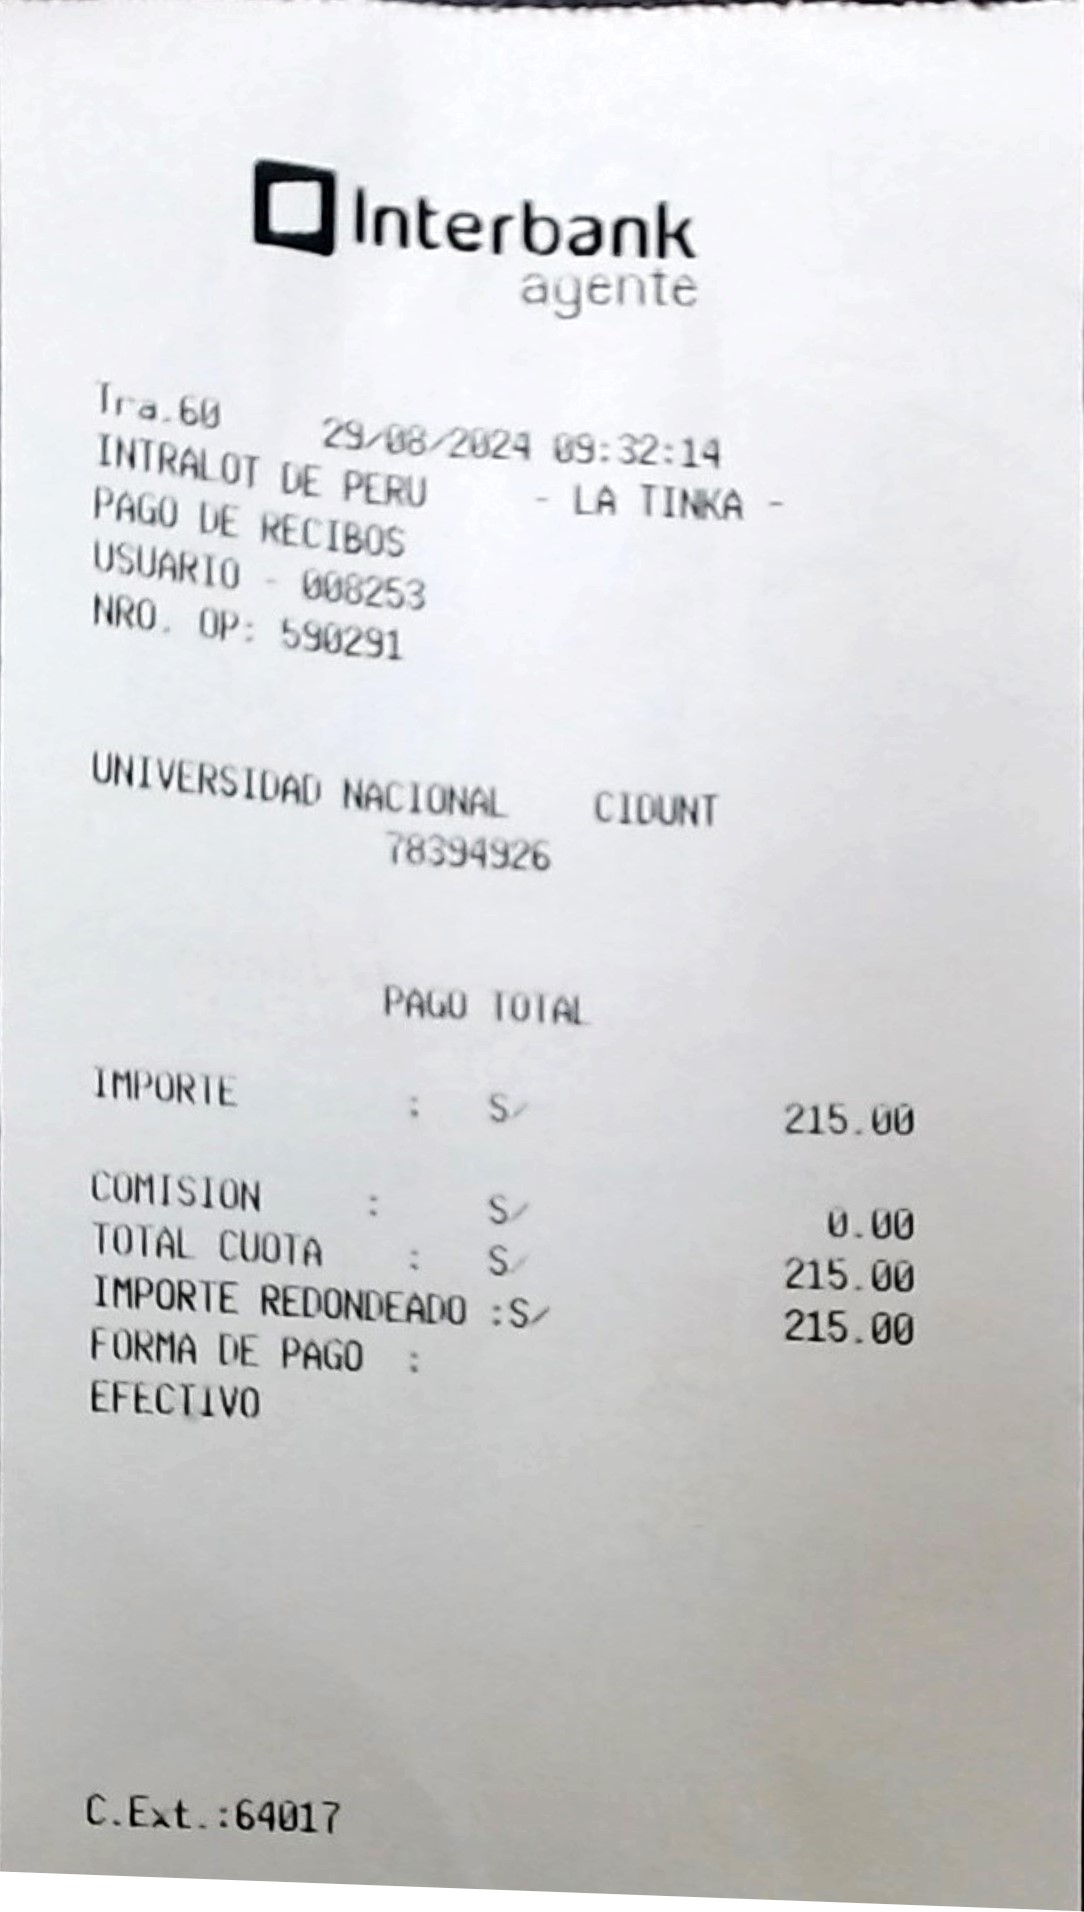 Interbank
agente
Tra.60 29/08/2024 09:32:14
INTRALOT DE PERU - LA TINKA -
PAGO DE RECIBOS
USUARIO - 008253
NRO. OP: 590291
UNIVERSIDAD NACIONAL CIDUNT
78394926
PAGO TOTAL
IMPORTE : S/ 215.00
COMISION : S/ 0.00
TOTAL CUOTA : S/ 215.00
IMPORTE REDONDEADO :S/ 215.00
FORMA DE PAGO :
EFECTIVO
C.Ext.:64017